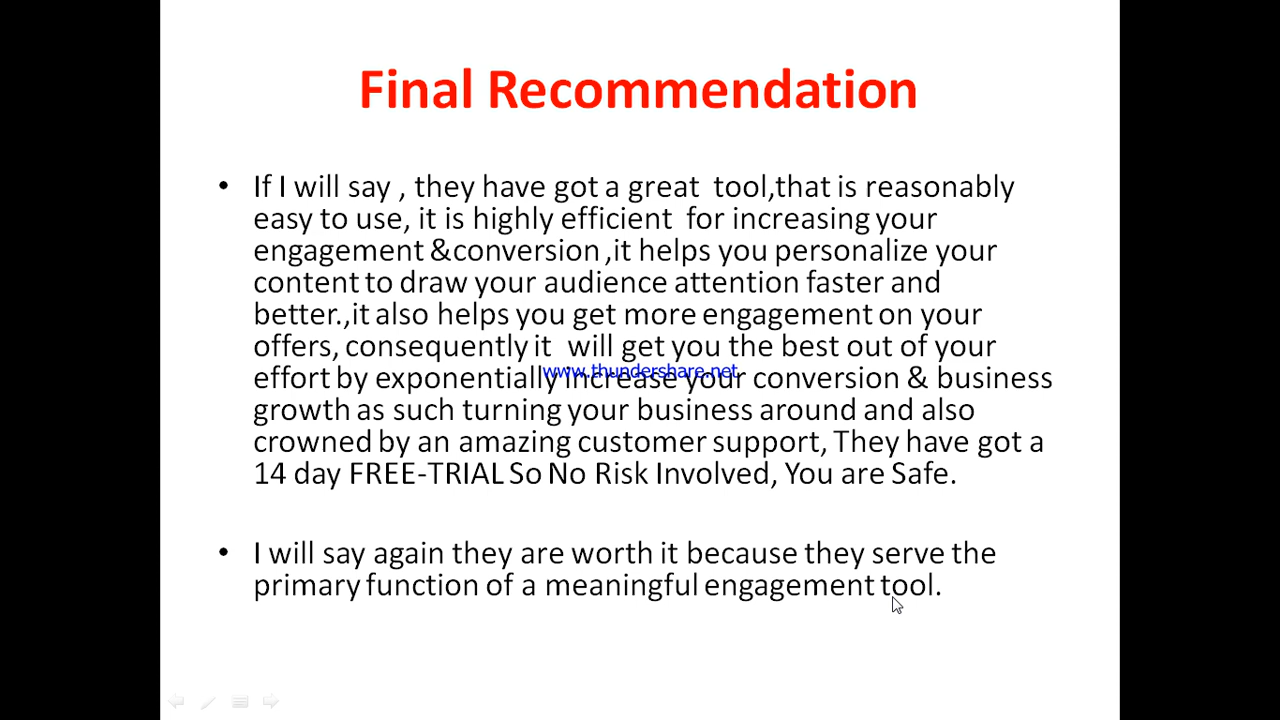 Final Recommendation
• If I will say , they have got a great  tool,that is reasonably
easy to use, it is highly efficient  for increasing your
engagement &conversion ,it helps you personalize your
content to draw your audience attention faster and
better.,it also helps you get more engagement on your
offers, consequently it  will get you the best out of your
effort by exponentially increase your conversion & business
www.thundershare.net
growth as such turning your business around and also
crowned by an amazing customer support, They have got a
14 day FREE-TRIAL So No Risk Involved, You are Safe.
• I will say again they are worth it because they serve the
primary function of a meaningful engagement tool.